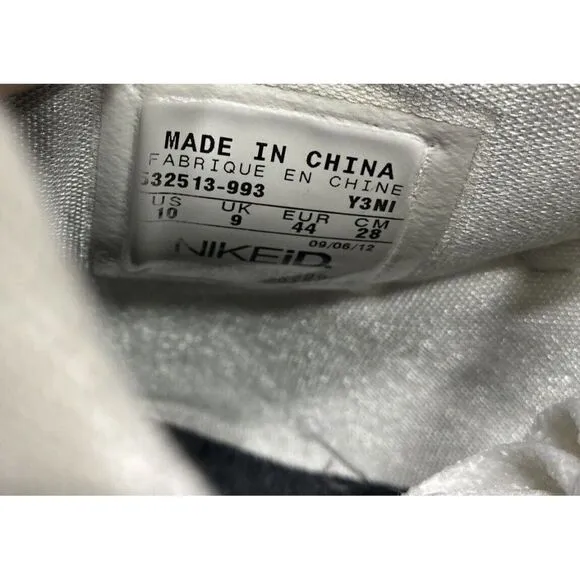 MADE IN CHINA
FABRIQUE EN CHINE
532513-993 Y3NI
US UK EUR CM
10 9 44 28
09/06/12
NIKEiD.